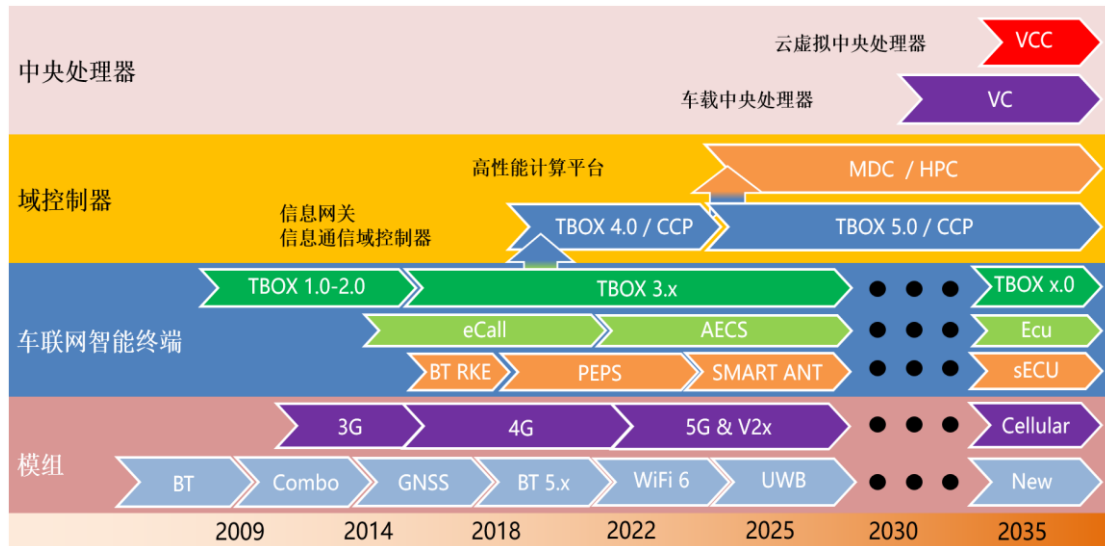 云虚拟中央处理器 VCC
中央处理器
车载中央处理器 VC
高性能计算平台 MDC / HPC
域控制器
信息网关
信息通信域控制器
TBOX 4.0 / CCP TBOX 5.0 / CCP
TBOX 1.0-2.0 TBOX 3.x TBOX x.0
车联网智能终端
eCall AECS Ecu
BT RKE PEPS SMART ANT sECU
3G 4G 5G & V2x Cellular
模组
BT Combo GNSS BT 5.x WiFi 6 UWB New
2009 2014 2018 2022 2025 2030 2035